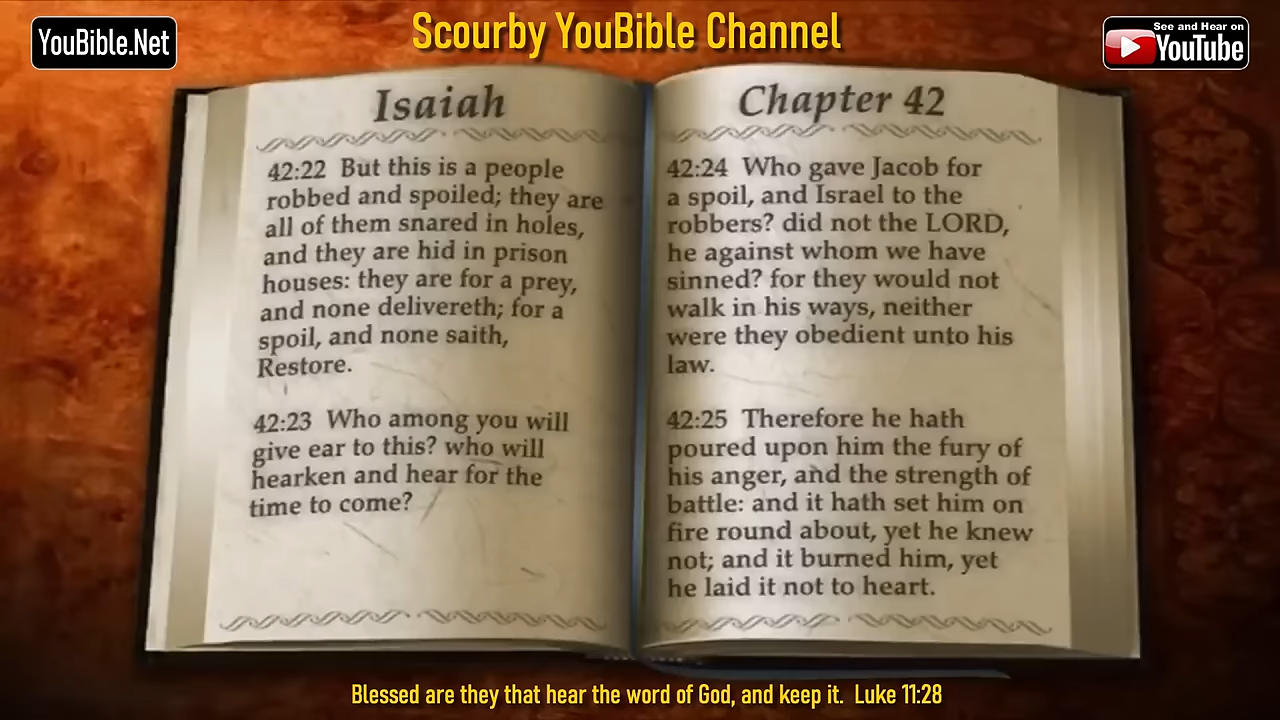 YouBible.Net
Scourby YouBible Channel
See and Hear on
YouTube
Isaiah
42:22 But this is a people
robbed and spoiled; they are
all of them snared in holes,
and they are hid in prison
houses: they are for a prey,
and none delivereth; for a
spoil, and none saith,
Restore.
42:23 Who among you will
give ear to this? who will
hearken and hear for the
time to come?
Chapter 42
42:24 Who gave Jacob for
a spoil, and Israel to the
robbers? did not the LORD,
he against whom we have
sinned? for they would not
walk in his ways, neither
were they obedient unto his
law.
42:25 Therefore he hath
poured upon him the fury of
his anger, and the strength of
battle: and it hath set him on
fire round about, yet he knew
not; and it burned him, yet
he laid it not to heart.
Blessed are they that hear the word of God, and keep it. Luke 11:28